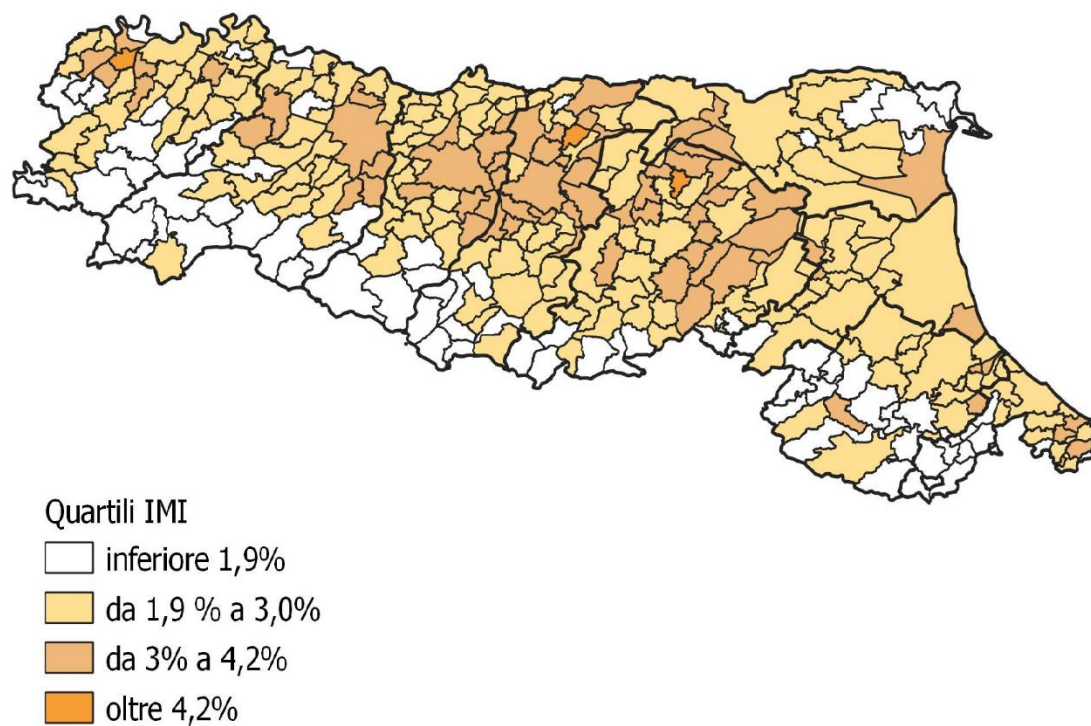 Quartili IMI
inferiore 1,9%
da 1,9 % a 3,0%
da 3% a 4,2%
oltre 4,2%